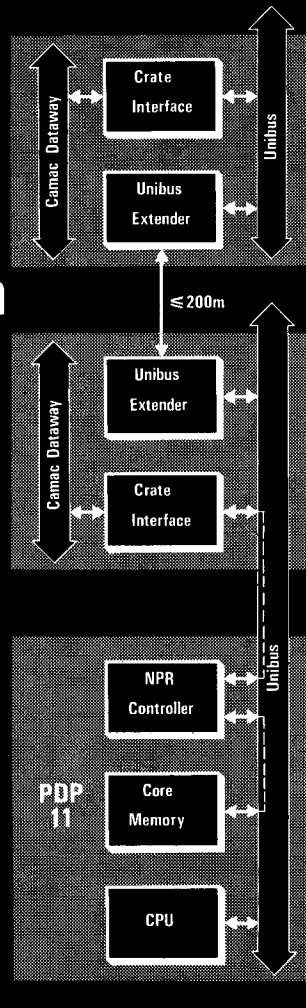 Camac Dataway
Crate
Interface
Unibus
Unibus
Extender
≤ 200m
Camac Dataway
Unibus
Extender
Crate
Interface
Unibus
NPR
Controller
PDP
11
Core
Memory
CPU